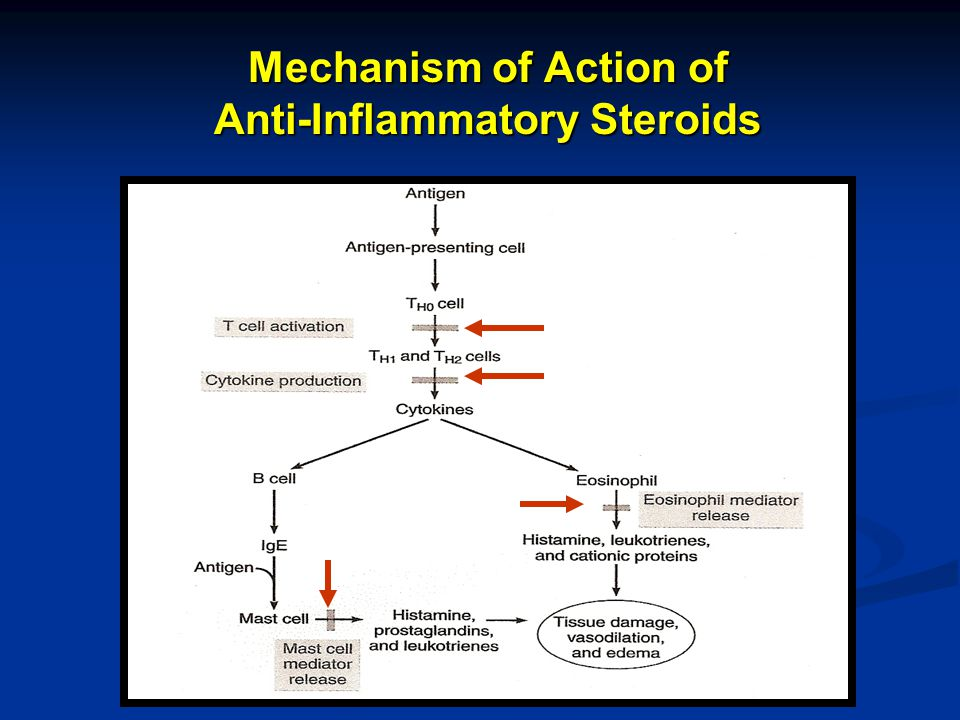 Mechanism of Action of
Anti-Inflammatory Steroids
Antigen
Antigen-presenting cell
TH0 cell
T cell activation
TH1 and TH2 cells
Cytokine production
Cytokines
B cell
Eosinophil
Eosinophil mediator
release
IgE
Histamine, leukotrienes,
and cationic proteins
Antigen
Mast cell
Histamine,
prostaglandins,
and leukotrienes
Tissue damage,
vasodilation,
and edema
Mast cell
mediator
release